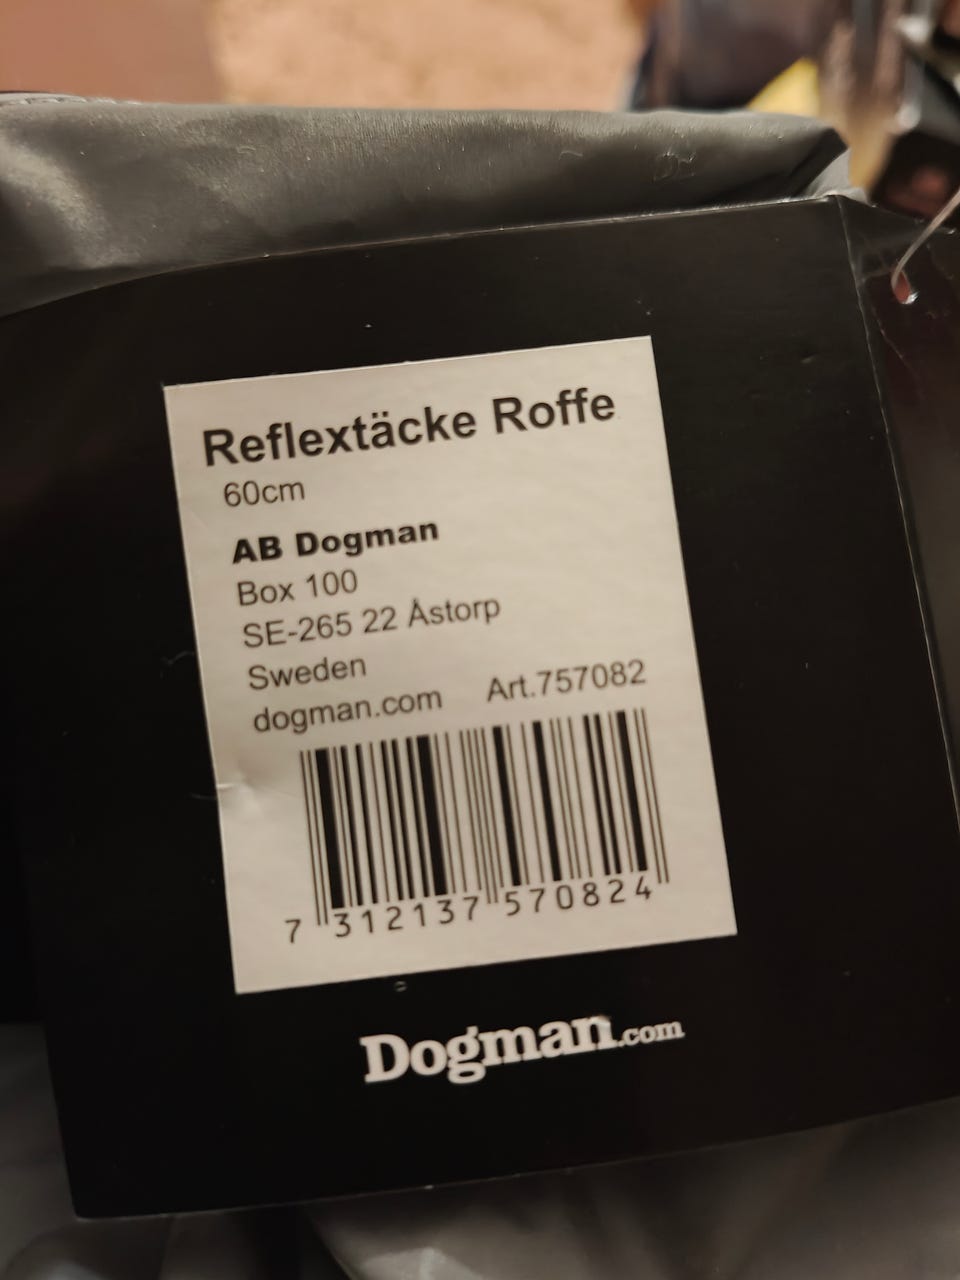 Reflextäcke Roffe
60cm
AB Dogman
Box 100
SE-265 22 Åstorp
Sweden
dogman.com Art.757082
7 312137 570824
Dogman.com